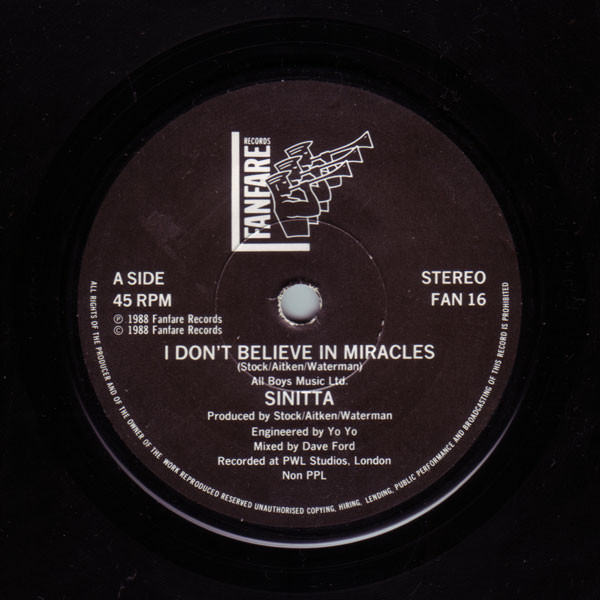 FANFARE
RECORDS
A SIDE
45 RPM
℗ 1988 Fanfare Records
© 1988 Fanfare Records
STEREO
FAN 16
I DON'T BELIEVE IN MIRACLES
(Stock/Aitken/Waterman)
All Boys Music Ltd.
SINITTA
Produced by Stock/Aitken/Waterman
Engineered by Yo Yo
Mixed by Dave Ford
Recorded at PWL Studios, London
Non PPL
ALL RIGHTS OF THE PRODUCER AND OF THE OWNER OF THE WORK REPRODUCED RESERVED UNAUTHORISED COPYING, HIRING, LENDING, PUBLIC PERFORMANCE AND BROADCASTING OF THIS RECORD IS PROHIBITED